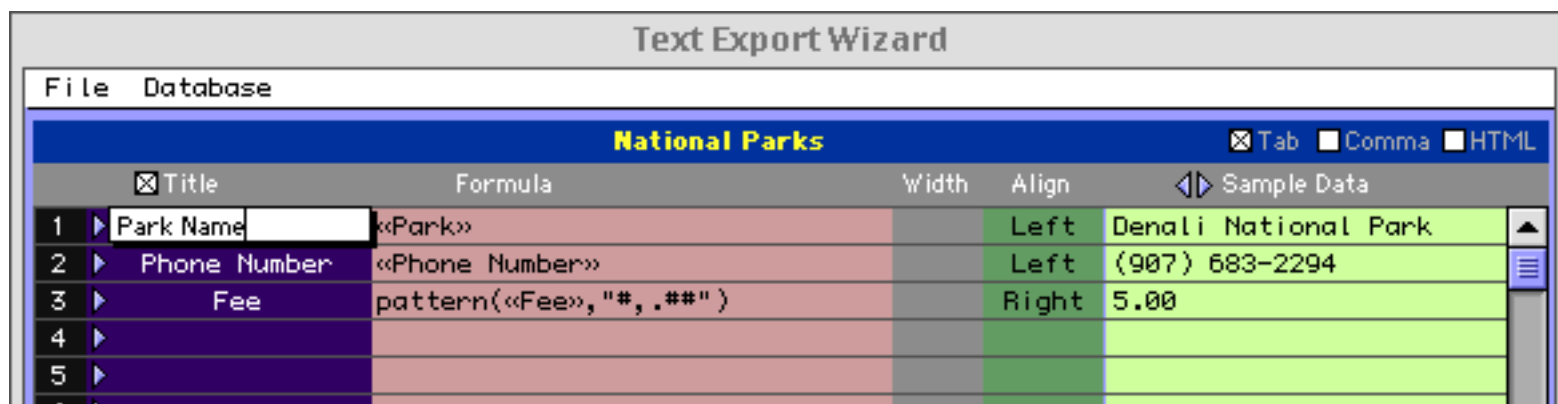 Text Export Wizard
File Database
National Parks Tab Comma HTML
Title Formula Width Align Sample Data
1 Park Name «Park» Left Denali National Park
2 Phone Number «Phone Number» Left (907) 683-2294
3 Fee pattern(«Fee»,"#,.##") Right 5.00
4
5